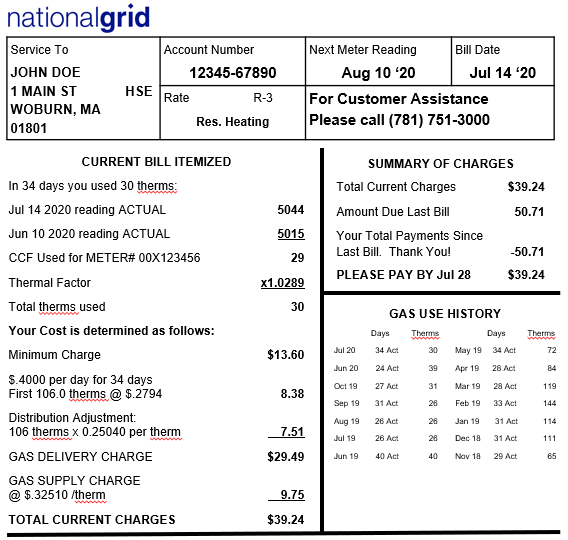 nationalgrid
Service To
JOHN DOE
1 MAIN ST HSE
WOBURN, MA
01801
Account Number
12345-67890
Next Meter Reading
Aug 10 ‘20
Bill Date
Jul 14 ‘20
Rate R-3
Res. Heating
For Customer Assistance
Please call (781) 751-3000
CURRENT BILL ITEMIZED
In 34 days you used 30 therms:
Jul 14 2020 reading ACTUAL 5044
Jun 10 2020 reading ACTUAL 5015
CCF Used for METER# 00X123456 29
Thermal Factor x1.0289
Total therms used 30
Your Cost is determined as follows:
Minimum Charge $13.60
$.4000 per day for 34 days
First 106.0 therms @ $.2794 8.38
Distribution Adjustment:
106 therms x 0.25040 per therm 7.51
GAS DELIVERY CHARGE $29.49
GAS SUPPLY CHARGE
@ $.32510 /therm 9.75
TOTAL CURRENT CHARGES $39.24
SUMMARY OF CHARGES
Total Current Charges $39.24
Amount Due Last Bill 50.71
Your Total Payments Since
Last Bill. Thank You! -50.71
PLEASE PAY BY Jul 28 $39.24
GAS USE HISTORY
Days Therms Days Therms
Jul 20 34 Act 30 May 19 34 Act 72
Jun 20 24 Act 39 Apr 19 28 Act 84
Oct 19 27 Act 31 Mar 19 28 Act 119
Sep 19 31 Act 26 Feb 19 33 Act 144
Aug 19 26 Act 26 Jan 19 31 Act 114
Jul 19 26 Act 26 Dec 18 31 Act 111
Jun 19 40 Act 40 Nov 18 29 Act 65